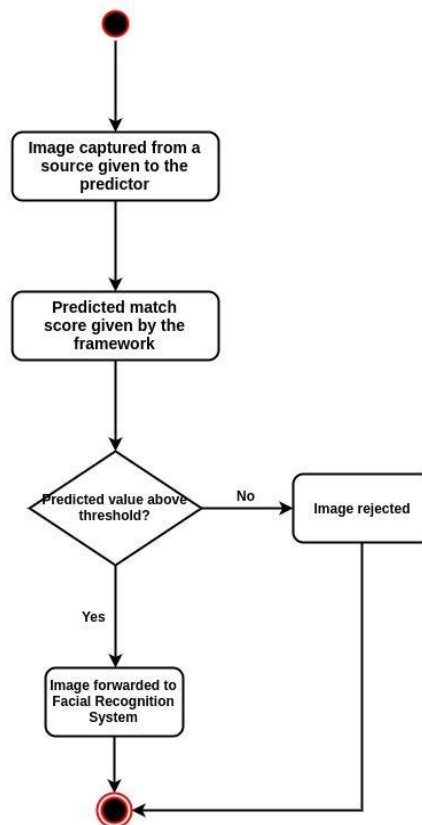 Image captured from a
source given to the
predictor
Predicted match
score given by the
framework
Predicted value above
threshold?
No
Image rejected
Yes
Image forwarded to
Facial Recognition
System